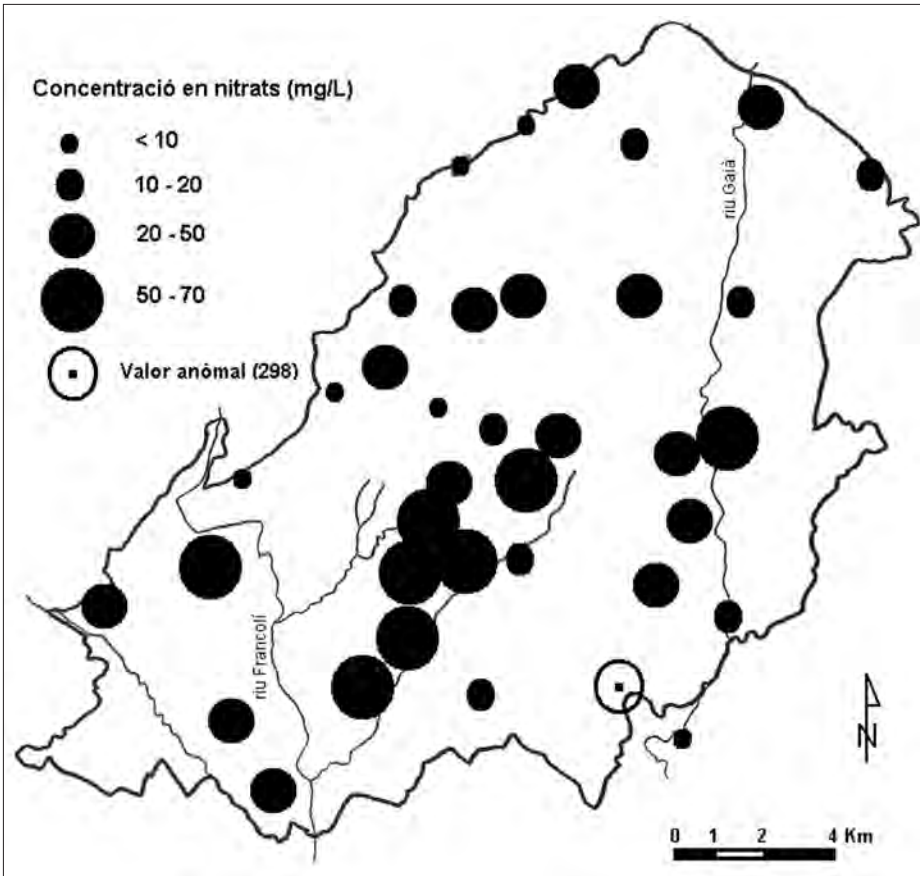 Concentració en nitrats (mg/L)
< 10
10 - 20
20 - 50
50 - 70
Valor anòmal (298)
riu Gaià
riu Francolí
N
0 1 2 4 Km